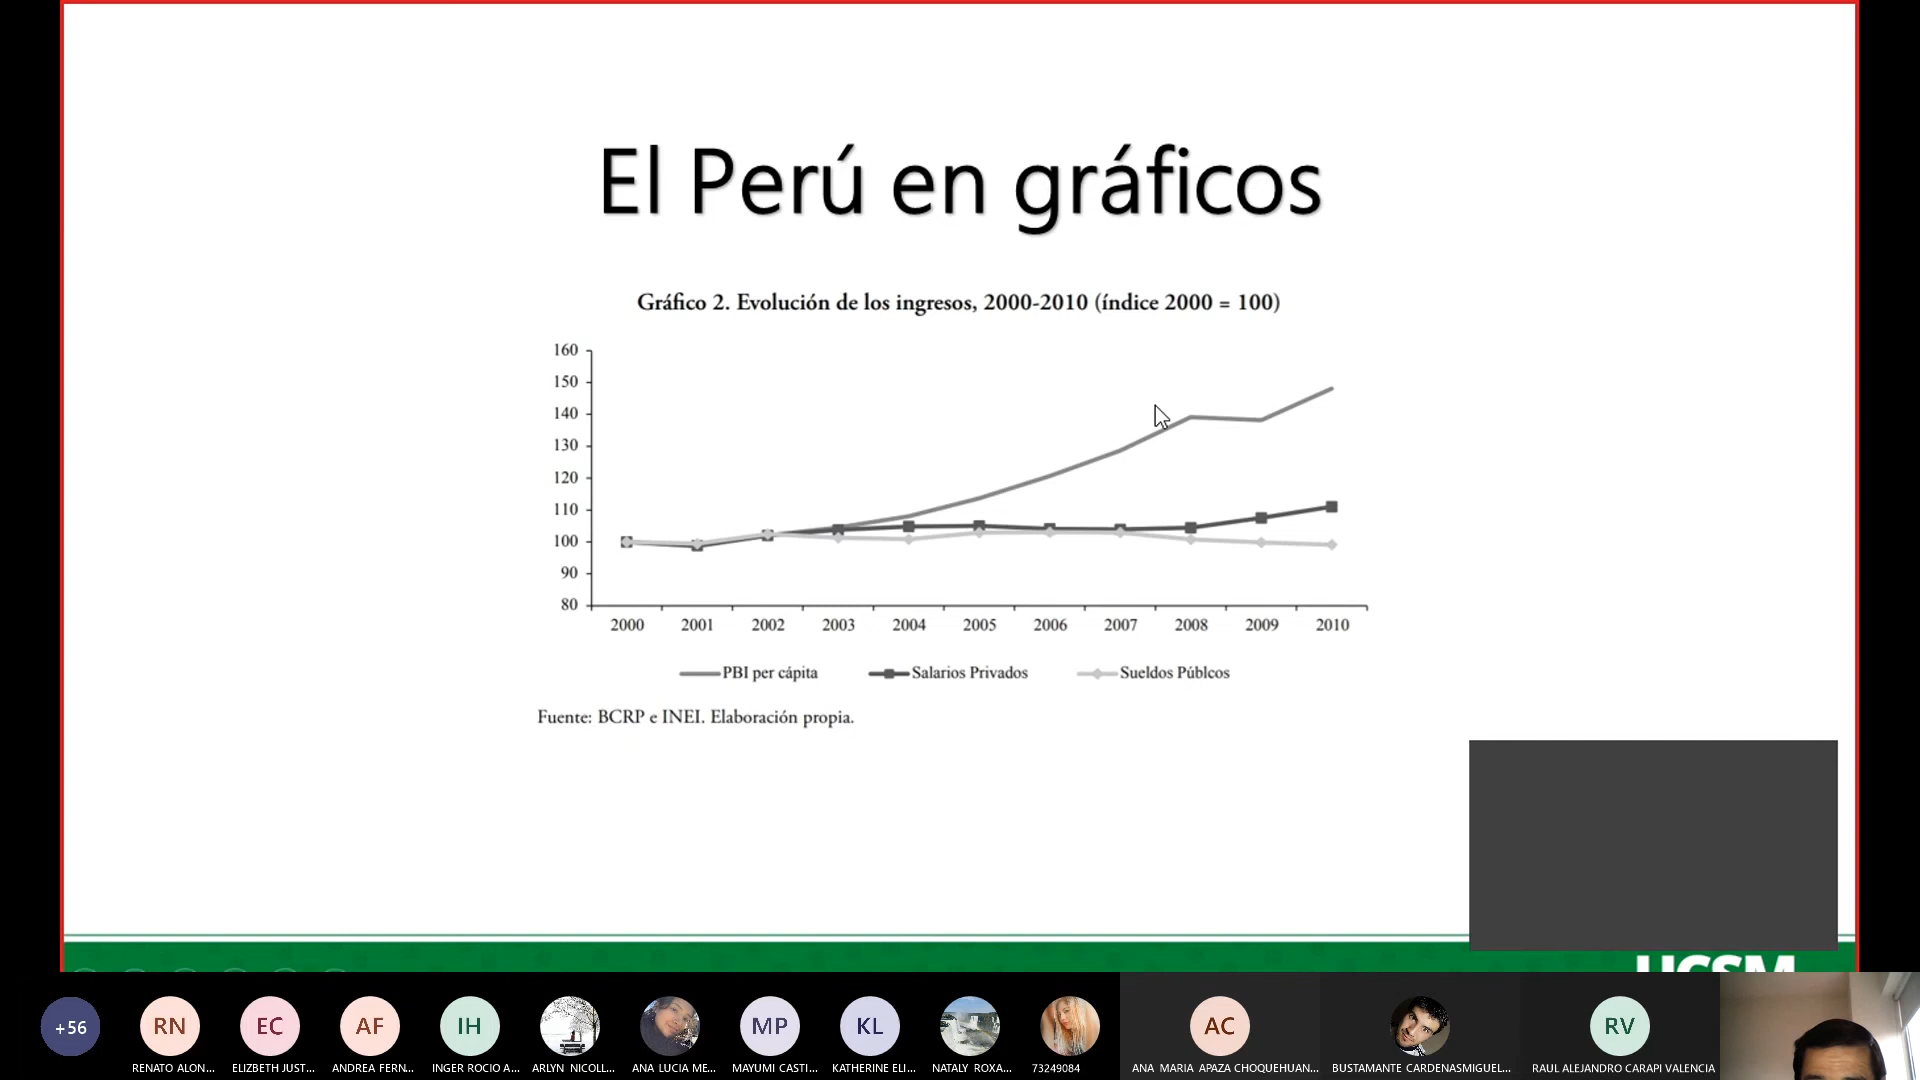 El Perú en gráficos
Gráfico 2. Evolución de los ingresos, 2000-2010 (índice 2000 = 100)
160
150
140
130
120
110
100
90
80
2000 2001 2002 2003 2004 2005 2006 2007 2008 2009 2010
PBI per cápita Salarios Privados Sueldos Públcos
Fuente: BCRP e INEI. Elaboración propia.
UCSM
+56 RN EC AF IH MP KL AC RV
RENATO ALON... ELIZBETH JUST... ANDREA FERN... INGER ROCIO A... ARLYN NICOLL... ANA LUCIA ME... MAYUMI CASTI... KATHERINE ELI... NATALY ROXA... 73249084 ANA MARIA APAZA CHOQUEHUAN... BUSTAMANTE CARDENASMIGUEL... RAUL ALEJANDRO CARAPI VALENCIA